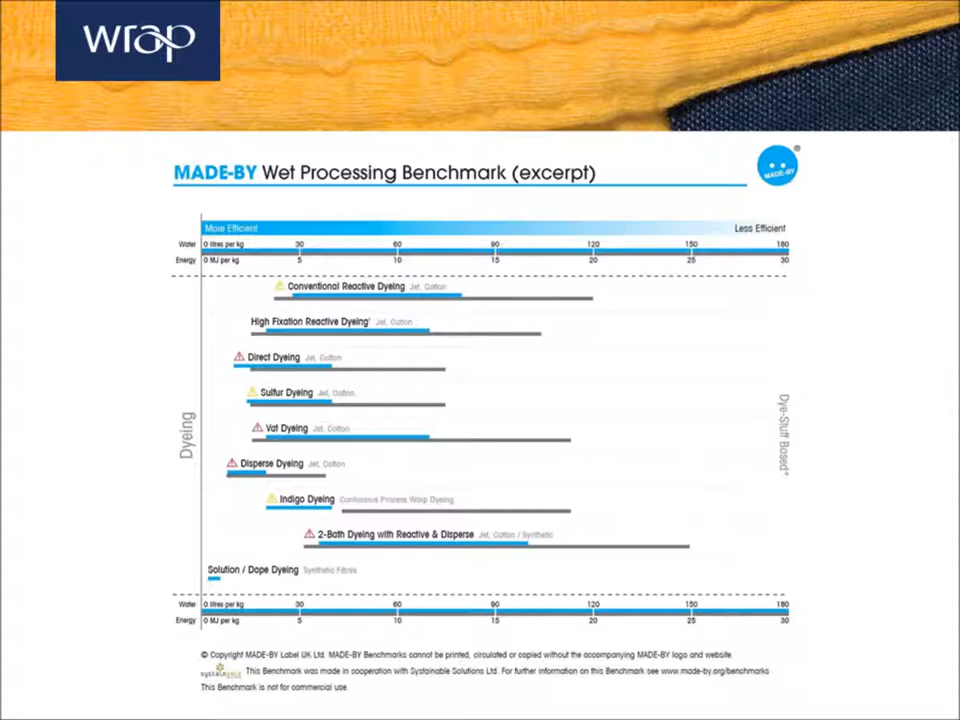 wrap
MADE-BY Wet Processing Benchmark (excerpt)
®
MADE-BY
More Efficient Less Efficient
Water 0 litres per kg 30 60 90 120 150 180
Energy 0 MJ per kg 5 10 15 20 25 30
Conventional Reactive Dyeing Jet, Cotton
High Fixation Reactive Dyeing¹ Jet, Cotton
Direct Dyeing Jet, Cotton
Sulfur Dyeing Jet, Cotton
Vat Dyeing Jet, Cotton
Disperse Dyeing Jet, Cotton
Indigo Dyeing Continuous Process Warp Dyeing
2-Bath Dyeing with Reactive & Disperse Jet, Cotton / Synthetic
Solution / Dope Dyeing Synthetic Fibres
Dyeing
Dye-Stuff Based*
Water 0 litres per kg 30 60 90 120 150 180
Energy 0 MJ per kg 5 10 15 20 25 30
© Copyright MADE-BY Label UK Ltd. MADE-BY Benchmarks cannot be printed, circulated or copied without the accompanying MADE-BY logo and website.
This Benchmark was made in cooperation with Systainable Solutions Ltd. For further information on this Benchmark see www.made-by.org/benchmarks
This Benchmark is not for commercial use.